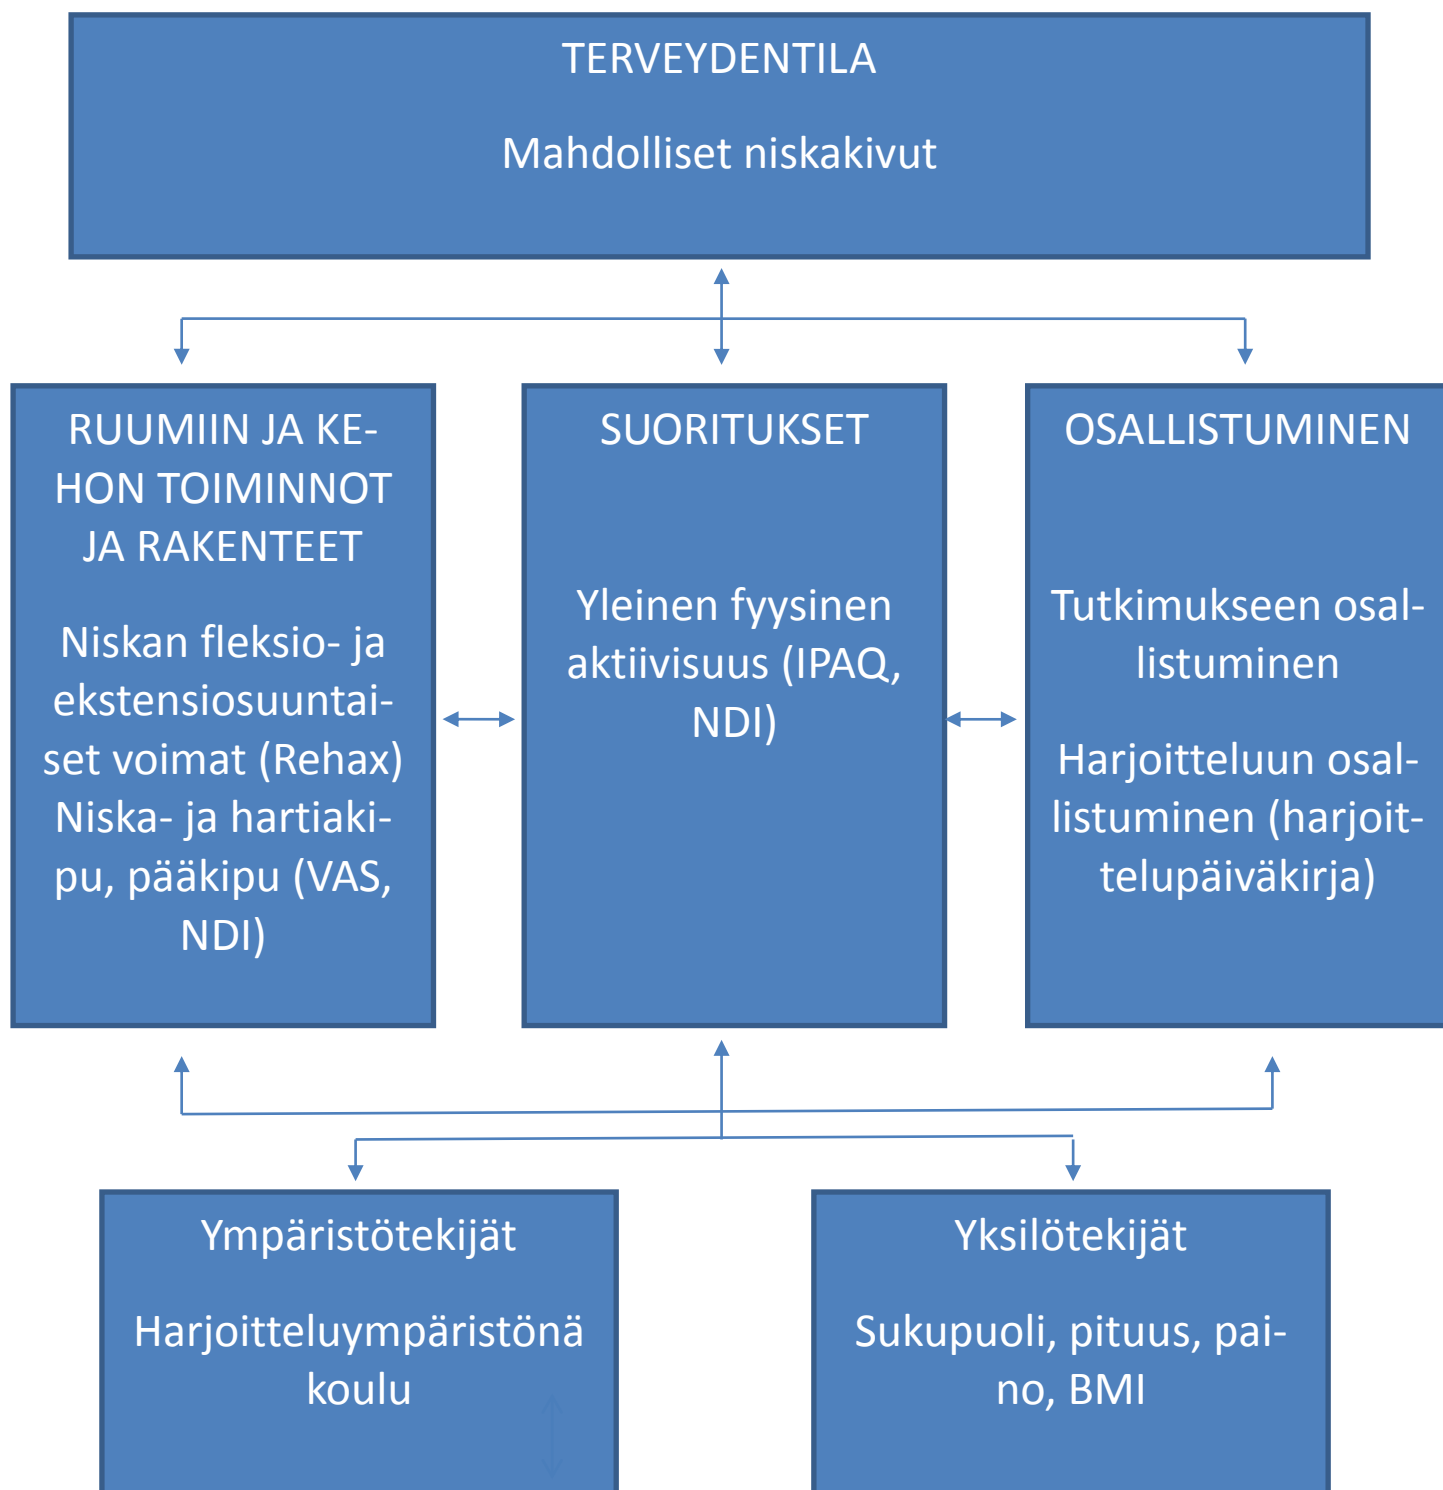 TERVEYDENTILA
Mahdolliset niskakivut
RUUMIIN JA KE-
HON TOIMINNOT
JA RAKENTEET
Niskan fleksio- ja
ekstensiosuuntai-
set voimat (Rehax)
Niska- ja hartiaki-
pu, pääkipu (VAS,
NDI)
SUORITUKSET
Yleinen fyysinen
aktiivisuus (IPAQ,
NDI)
OSALLISTUMINEN
Tutkimukseen osal-
listuminen
Harjoitteluun osal-
listuminen (harjoit-
telupäiväkirja)
Ympäristötekijät
Harjoitteluympäristönä
koulu
Yksilötekijät
Sukupuoli, pituus, pai-
no, BMI